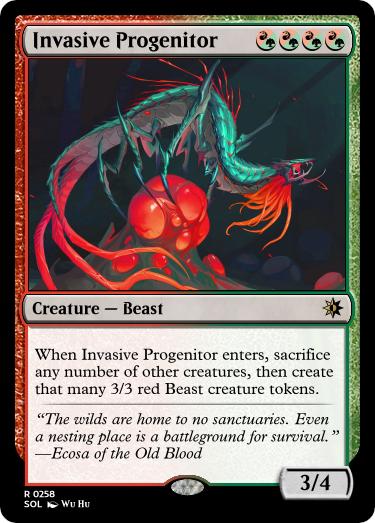 Invasive Progenitor
Creature — Beast
When Invasive Progenitor enters, sacrifice
any number of other creatures, then create
that many 3/3 red Beast creature tokens.
“The wilds are home to no sanctuaries. Even
a nesting place is a battleground for survival.”
—Ecosa of the Old Blood
3/4
R 0258
SOL Wu Hu